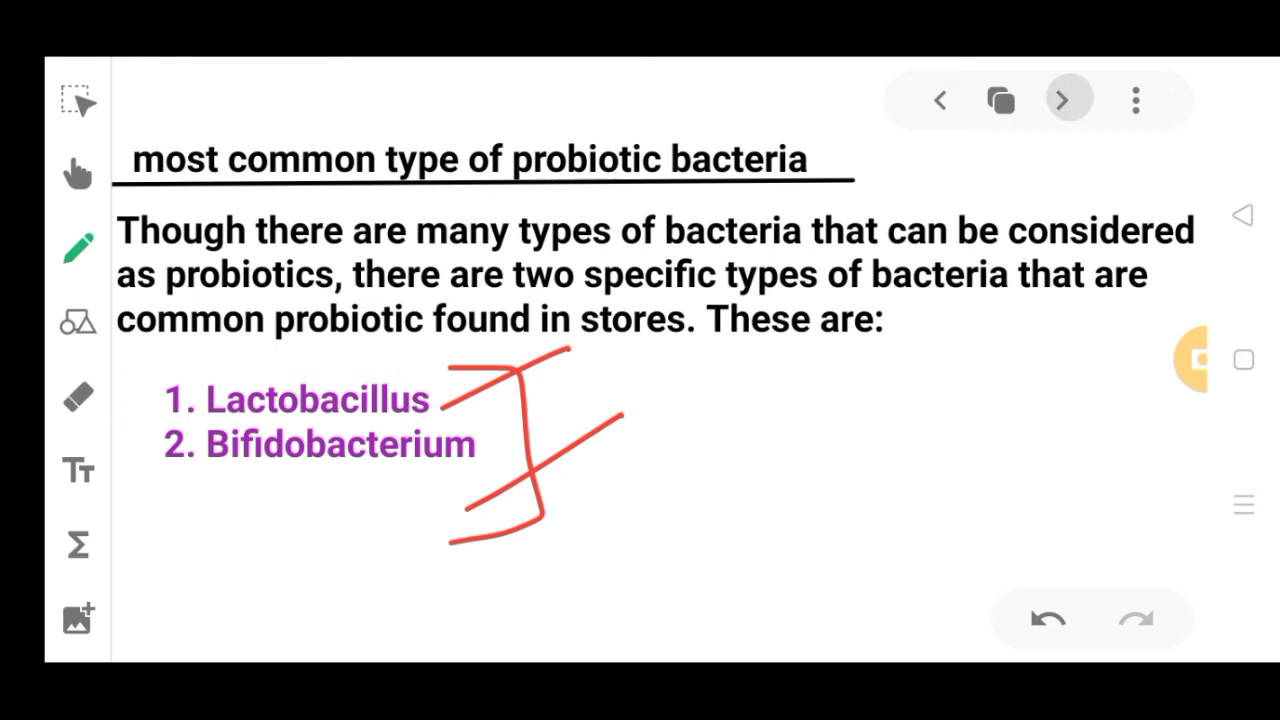 most common type of probiotic bacteria
Though there are many types of bacteria that can be considered
as probiotics, there are two specific types of bacteria that are
common probiotic found in stores. These are:
1. Lactobacillus
2. Bifidobacterium